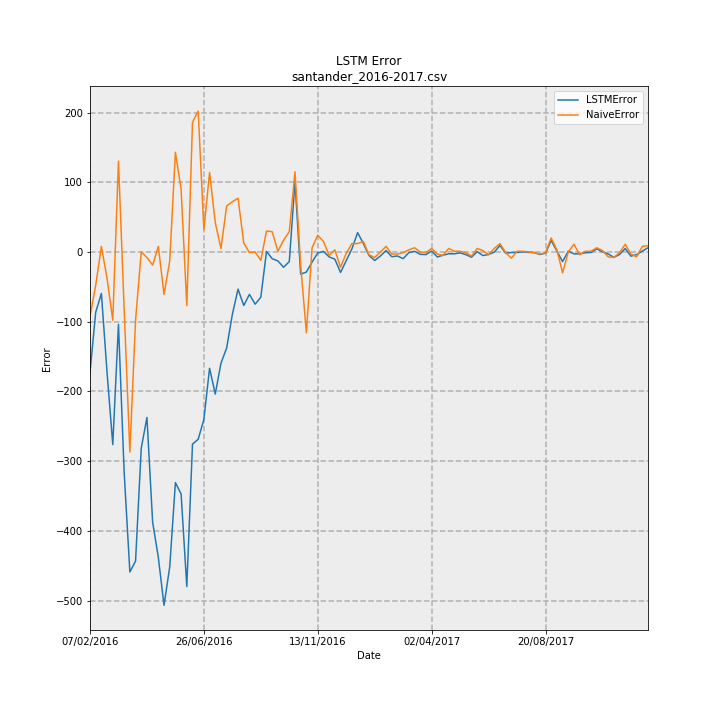 LSTM Error
santander_2016-2017.csv
LSTMError
NaiveError
200
100
0
−100
−200
−300
−400
−500
Error
07/02/2016 26/06/2016 13/11/2016 02/04/2017 20/08/2017
Date